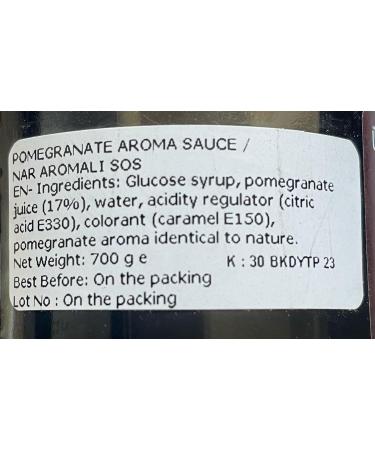 POMEGRANATE AROMA SAUCE /
NAR AROMALI SOS
EN- Ingredients: Glucose syrup, pomegranate
juice (17%), water, acidity regulator (citric
acid E330), colorant (caramel E150),
pomegranate aroma identical to nature.
Net Weight: 700 g e K : 30 BKDYTP 23
Best Before: On the packing
Lot No : On the packing